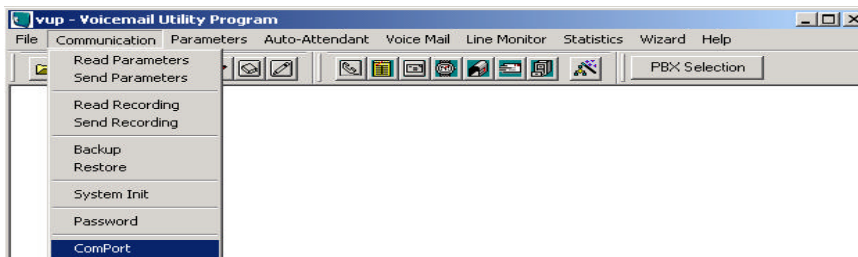 vup - Voicemail Utility Program
File Communication Parameters Auto-Attendant Voice Mail Line Monitor Statistics Wizard Help
PBX Selection
Read Parameters
Send Parameters
Read Recording
Send Recording
Backup
Restore
System Init
Password
ComPort